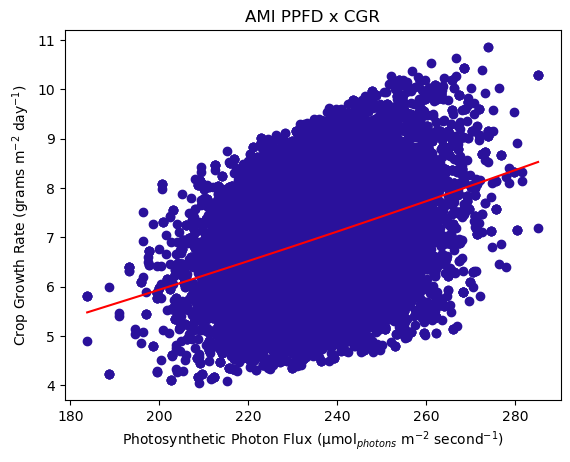 AMI PPFD x CGR
11
10
9
8
7
6
5
4
Crop Growth Rate (grams m⁻² day⁻¹)
180 200 220 240 260 280
Photosynthetic Photon Flux (μmolₚₕₒₜₒₙₛ m⁻² second⁻¹)